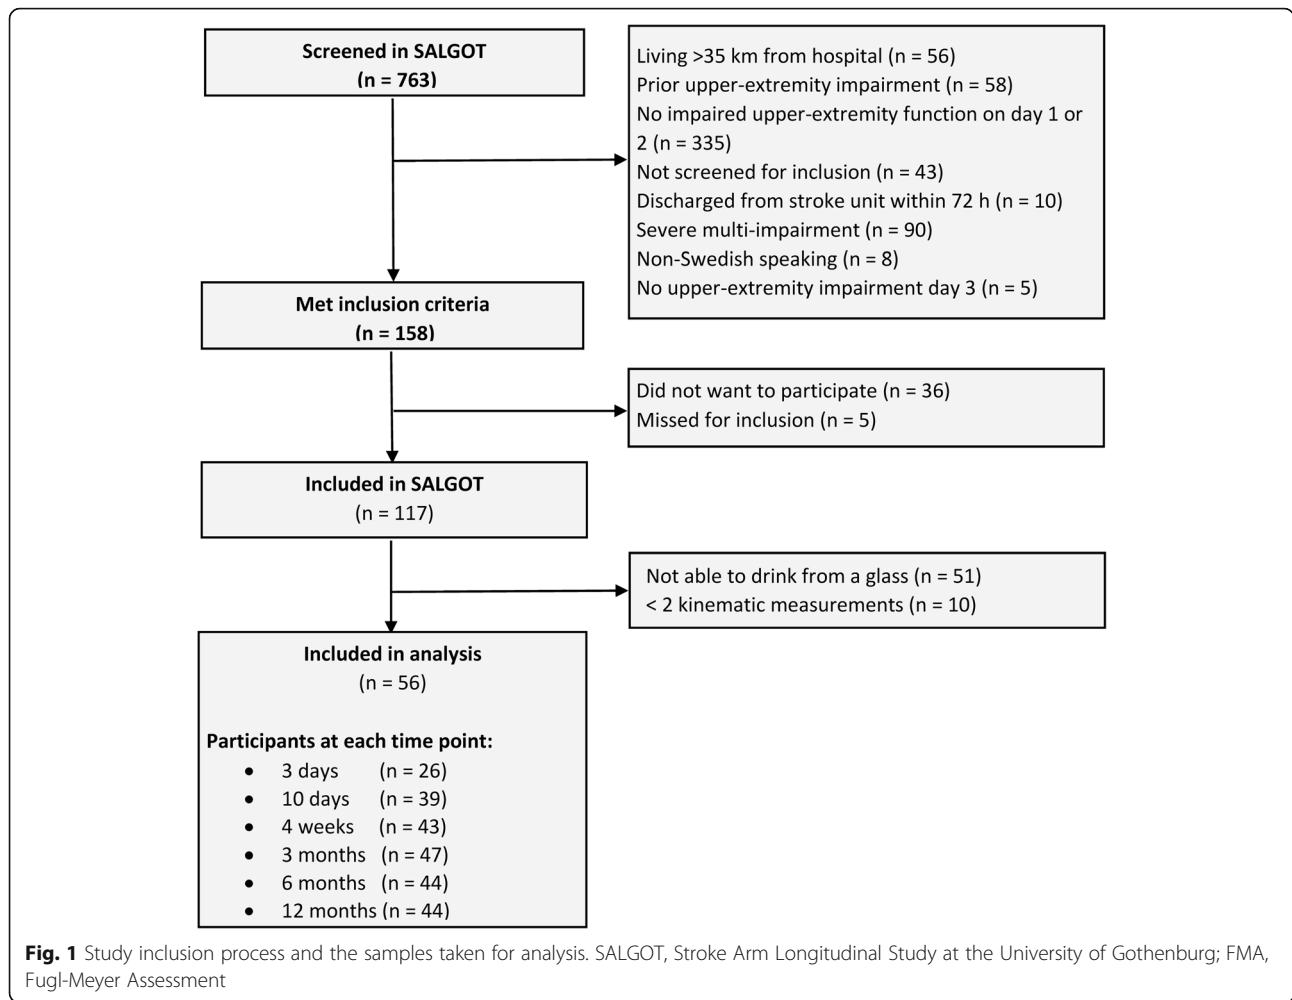 Screened in SALGOT
(n = 763)
Living >35 km from hospital (n = 56)
Prior upper-extremity impairment (n = 58)
No impaired upper-extremity function on day 1 or
2 (n = 335)
Not screened for inclusion (n = 43)
Discharged from stroke unit within 72 h (n = 10)
Severe multi-impairment (n = 90)
Non-Swedish speaking (n = 8)
No upper-extremity impairment day 3 (n = 5)
Met inclusion criteria
(n = 158)
Did not want to participate (n = 36)
Missed for inclusion (n = 5)
Included in SALGOT
(n = 117)
Not able to drink from a glass (n = 51)
< 2 kinematic measurements (n = 10)
Included in analysis
(n = 56)
Participants at each time point:
• 3 days (n = 26)
• 10 days (n = 39)
• 4 weeks (n = 43)
• 3 months (n = 47)
• 6 months (n = 44)
• 12 months (n = 44)
Fig. 1 Study inclusion process and the samples taken for analysis. SALGOT, Stroke Arm Longitudinal Study at the University of Gothenburg; FMA,
Fugl-Meyer Assessment